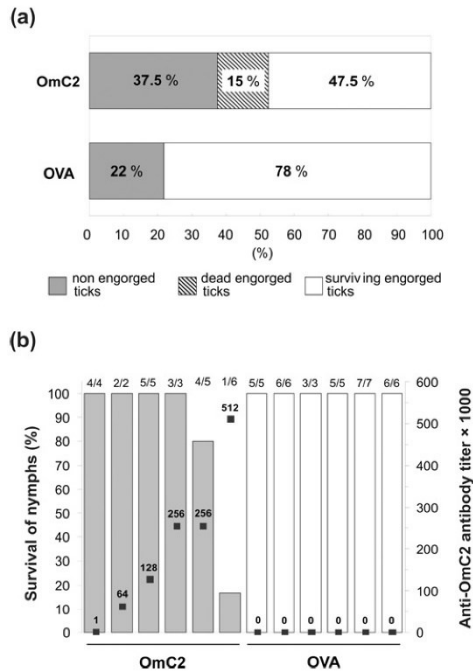 (a)
OmC2
37.5 % 15 % 47.5 %
OVA
22 % 78 %
0 10 20 30 40 50 60 70 80 90 100
(%)
non engorged ticks
dead engorged ticks
surviving engorged ticks
(b)
4/4 2/2 5/5 3/3 4/5 1/6 5/5 6/6 3/3 5/5 7/7 6/6
Survival of nymphs (%)
100
90
80
70
60
50
40
30
20
10
0
1 64 128 256 256 512 0 0 0 0 0 0
600
500
400
300
200
100
0
Anti-OmC2 antibody titer × 1000
OmC2 OVA